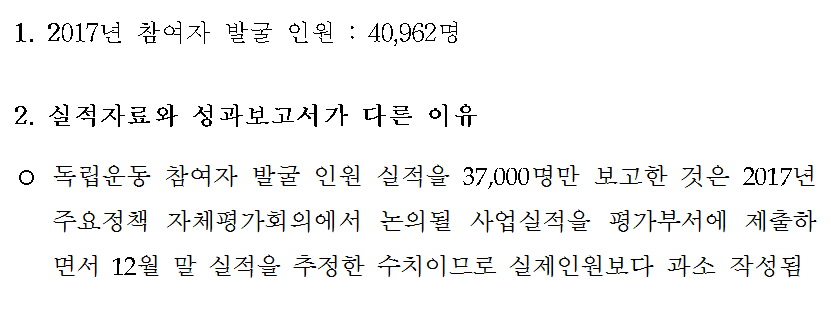 1. 2017년 참여자 발굴 인원 : 40,962명
2. 실적자료와 성과보고서가 다른 이유
ㅇ 독립운동 참여자 발굴 인원 실적을 37,000명만 보고한 것은 2017년
주요정책 자체평가회의에서 논의될 사업실적을 평가부서에 제출하
면서 12월 말 실적을 추정한 수치이므로 실제인원보다 과소 작성됨